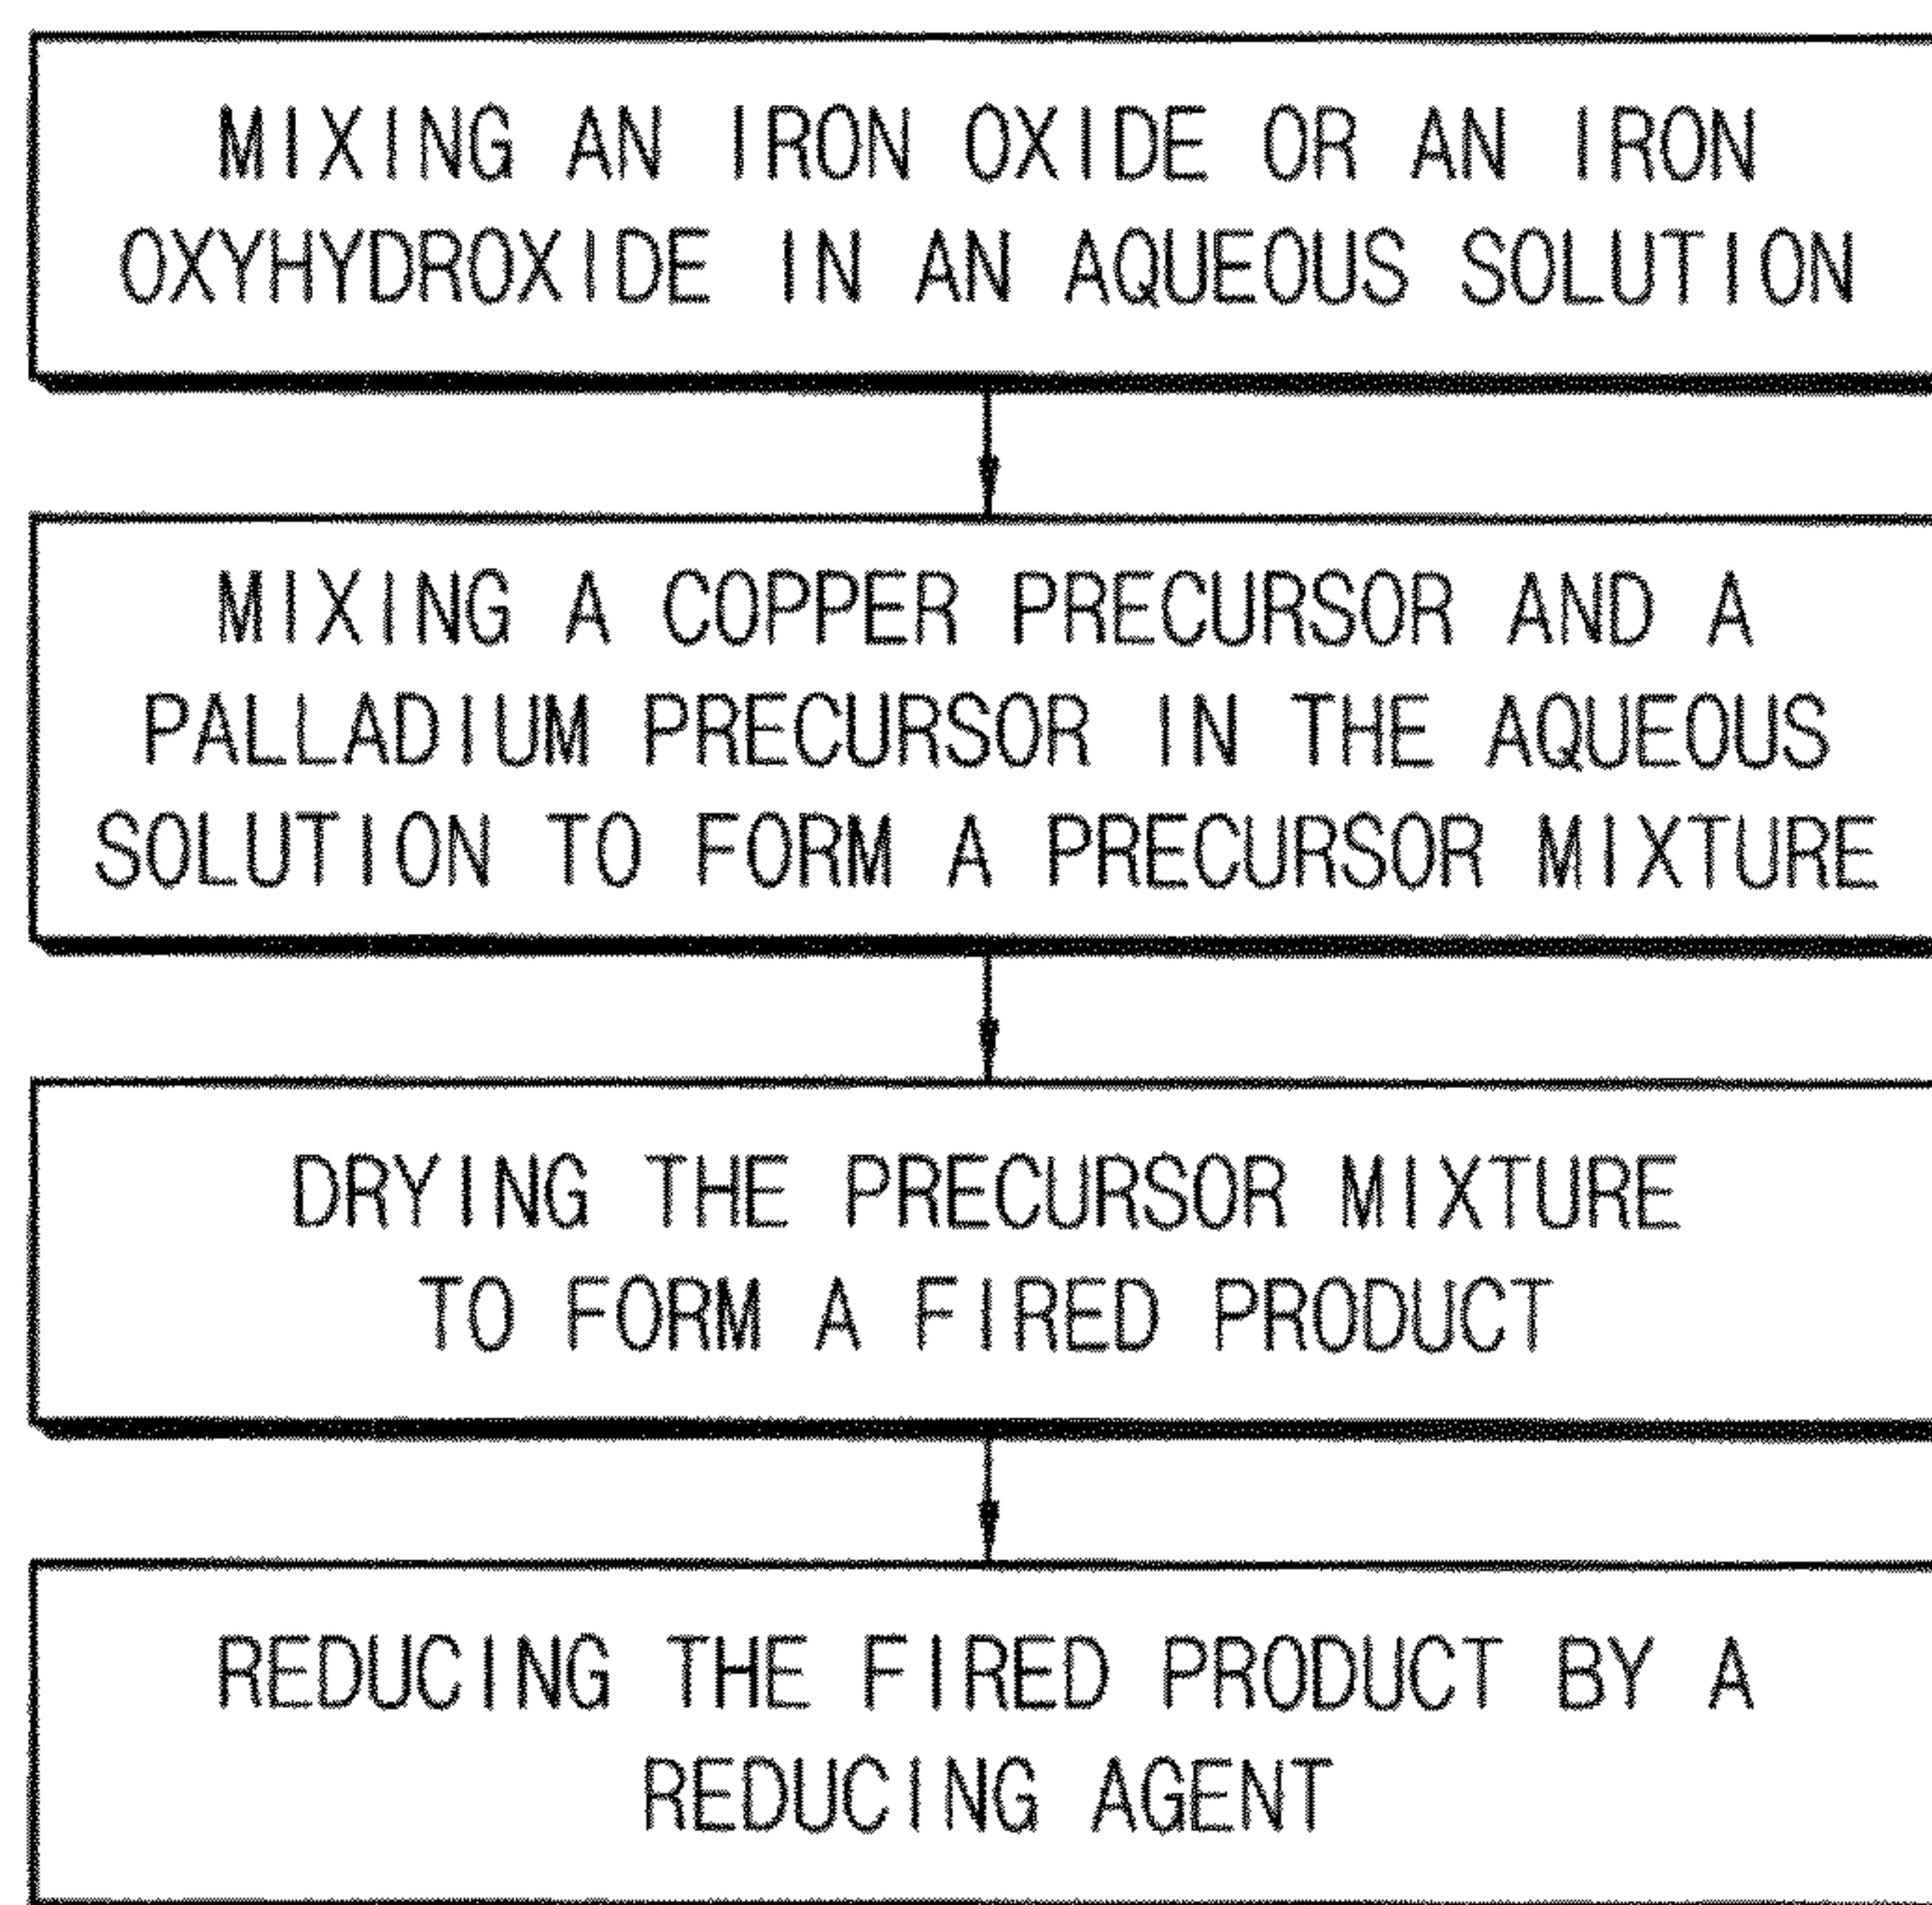 MIXING AN IRON OXIDE OR AN IRON
OXYHYDROXIDE IN AN AQUEOUS SOLUTION
MIXING A COPPER PRECURSOR AND A
PALLADIUM PRECURSOR IN THE AQUEOUS
SOLUTION TO FORM A PRECURSOR MIXTURE
DRYING THE PRECURSOR MIXTURE
TO FORM A FIRED PRODUCT
REDUCING THE FIRED PRODUCT BY A
REDUCING AGENT